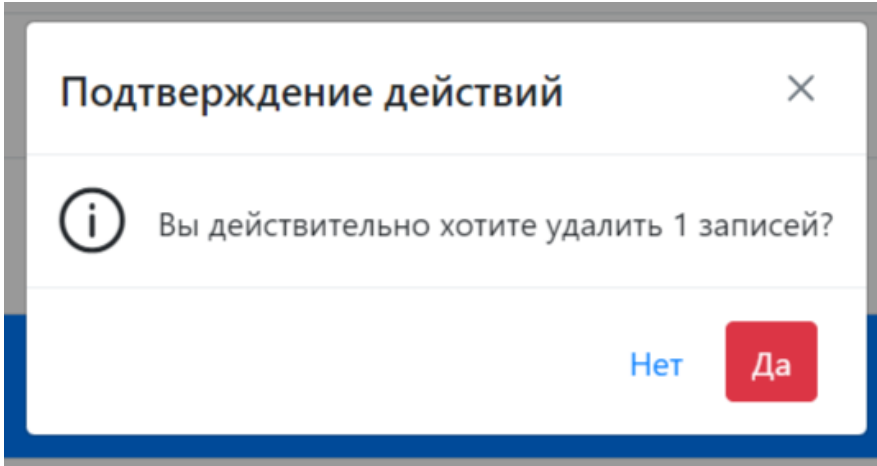 Подтверждение действий
Вы действительно хотите удалить 1 записей?
Нет Да